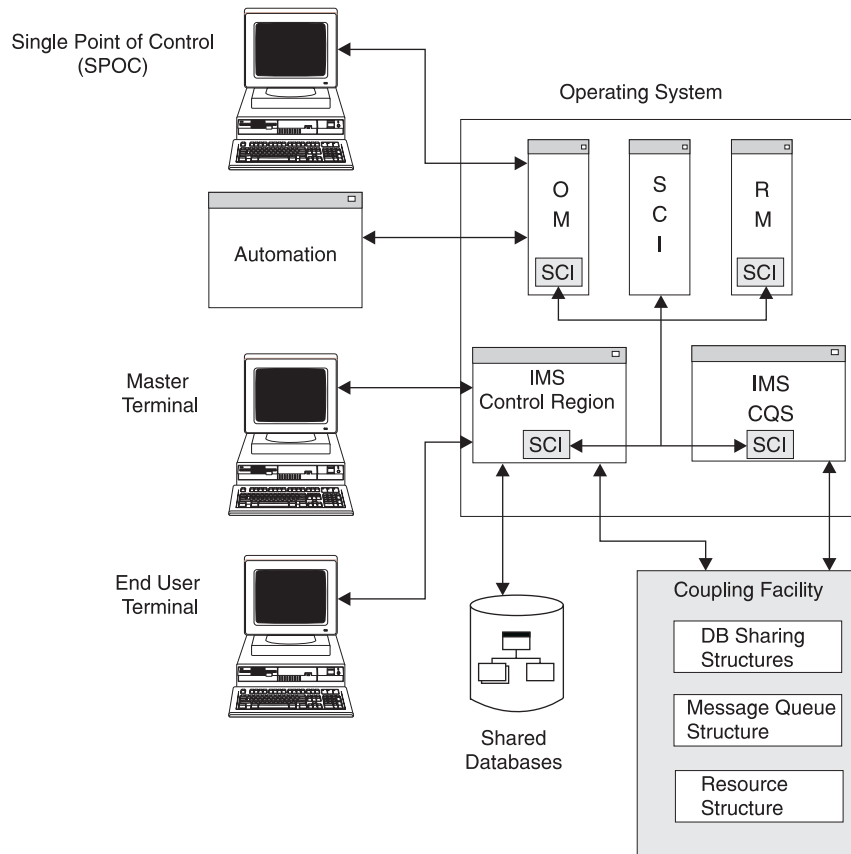 Single Point of Control
(SPOC)
Operating System
O
M
SCI
S
C
I
R
M
SCI
Automation
Master
Terminal
IMS
Control Region
SCI
IMS
CQS
SCI
End User
Terminal
Shared
Databases
Coupling Facility
DB Sharing
Structures
Message Queue
Structure
Resource
Structure